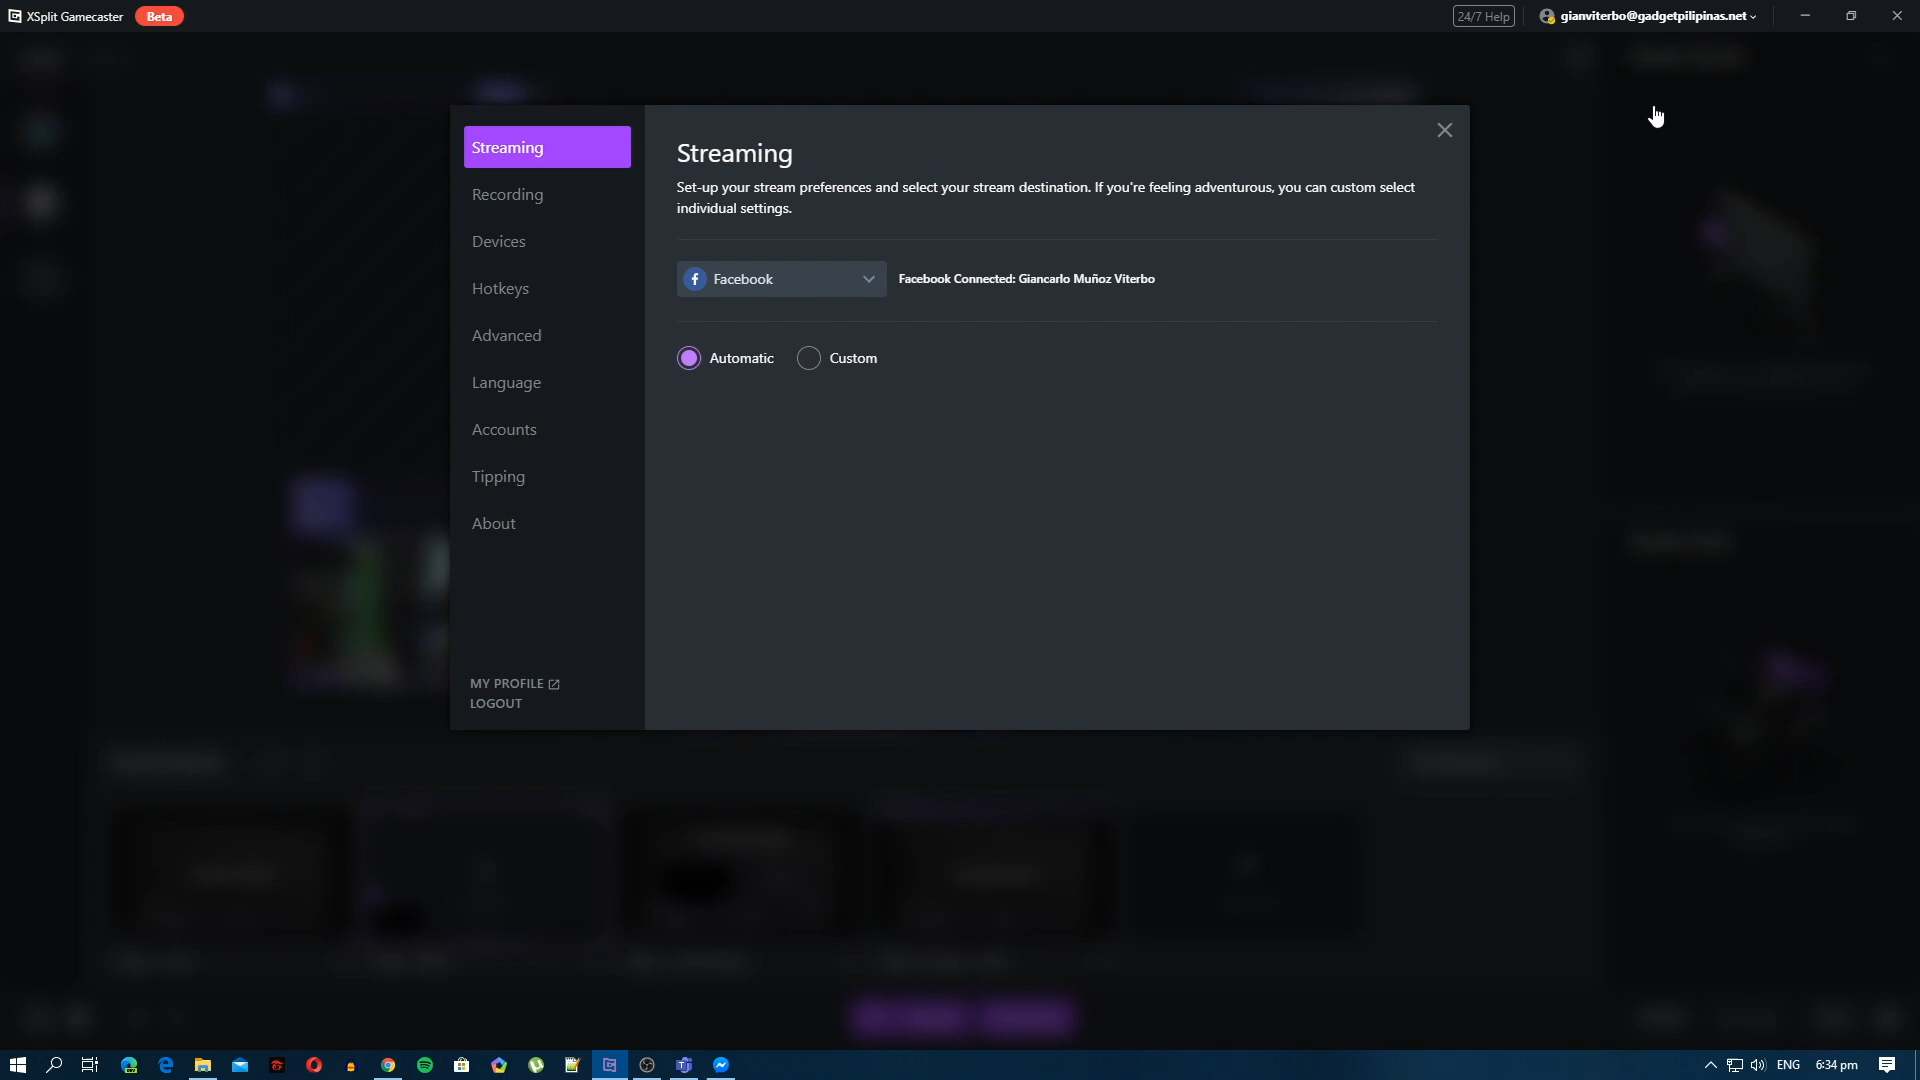 XSplit Gamecaster Beta
24/7 Help gianviterbo@gadgetpilipinas.net
Streaming
Recording
Devices
Hotkeys
Advanced
Language
Accounts
Tipping
About
MY PROFILE
LOGOUT
Streaming
Set-up your stream preferences and select your stream destination. If you're feeling adventurous, you can custom select
individual settings.
Facebook
Facebook Connected: Giancarlo Muñoz Viterbo
Automatic Custom
ENG 6:34 pm